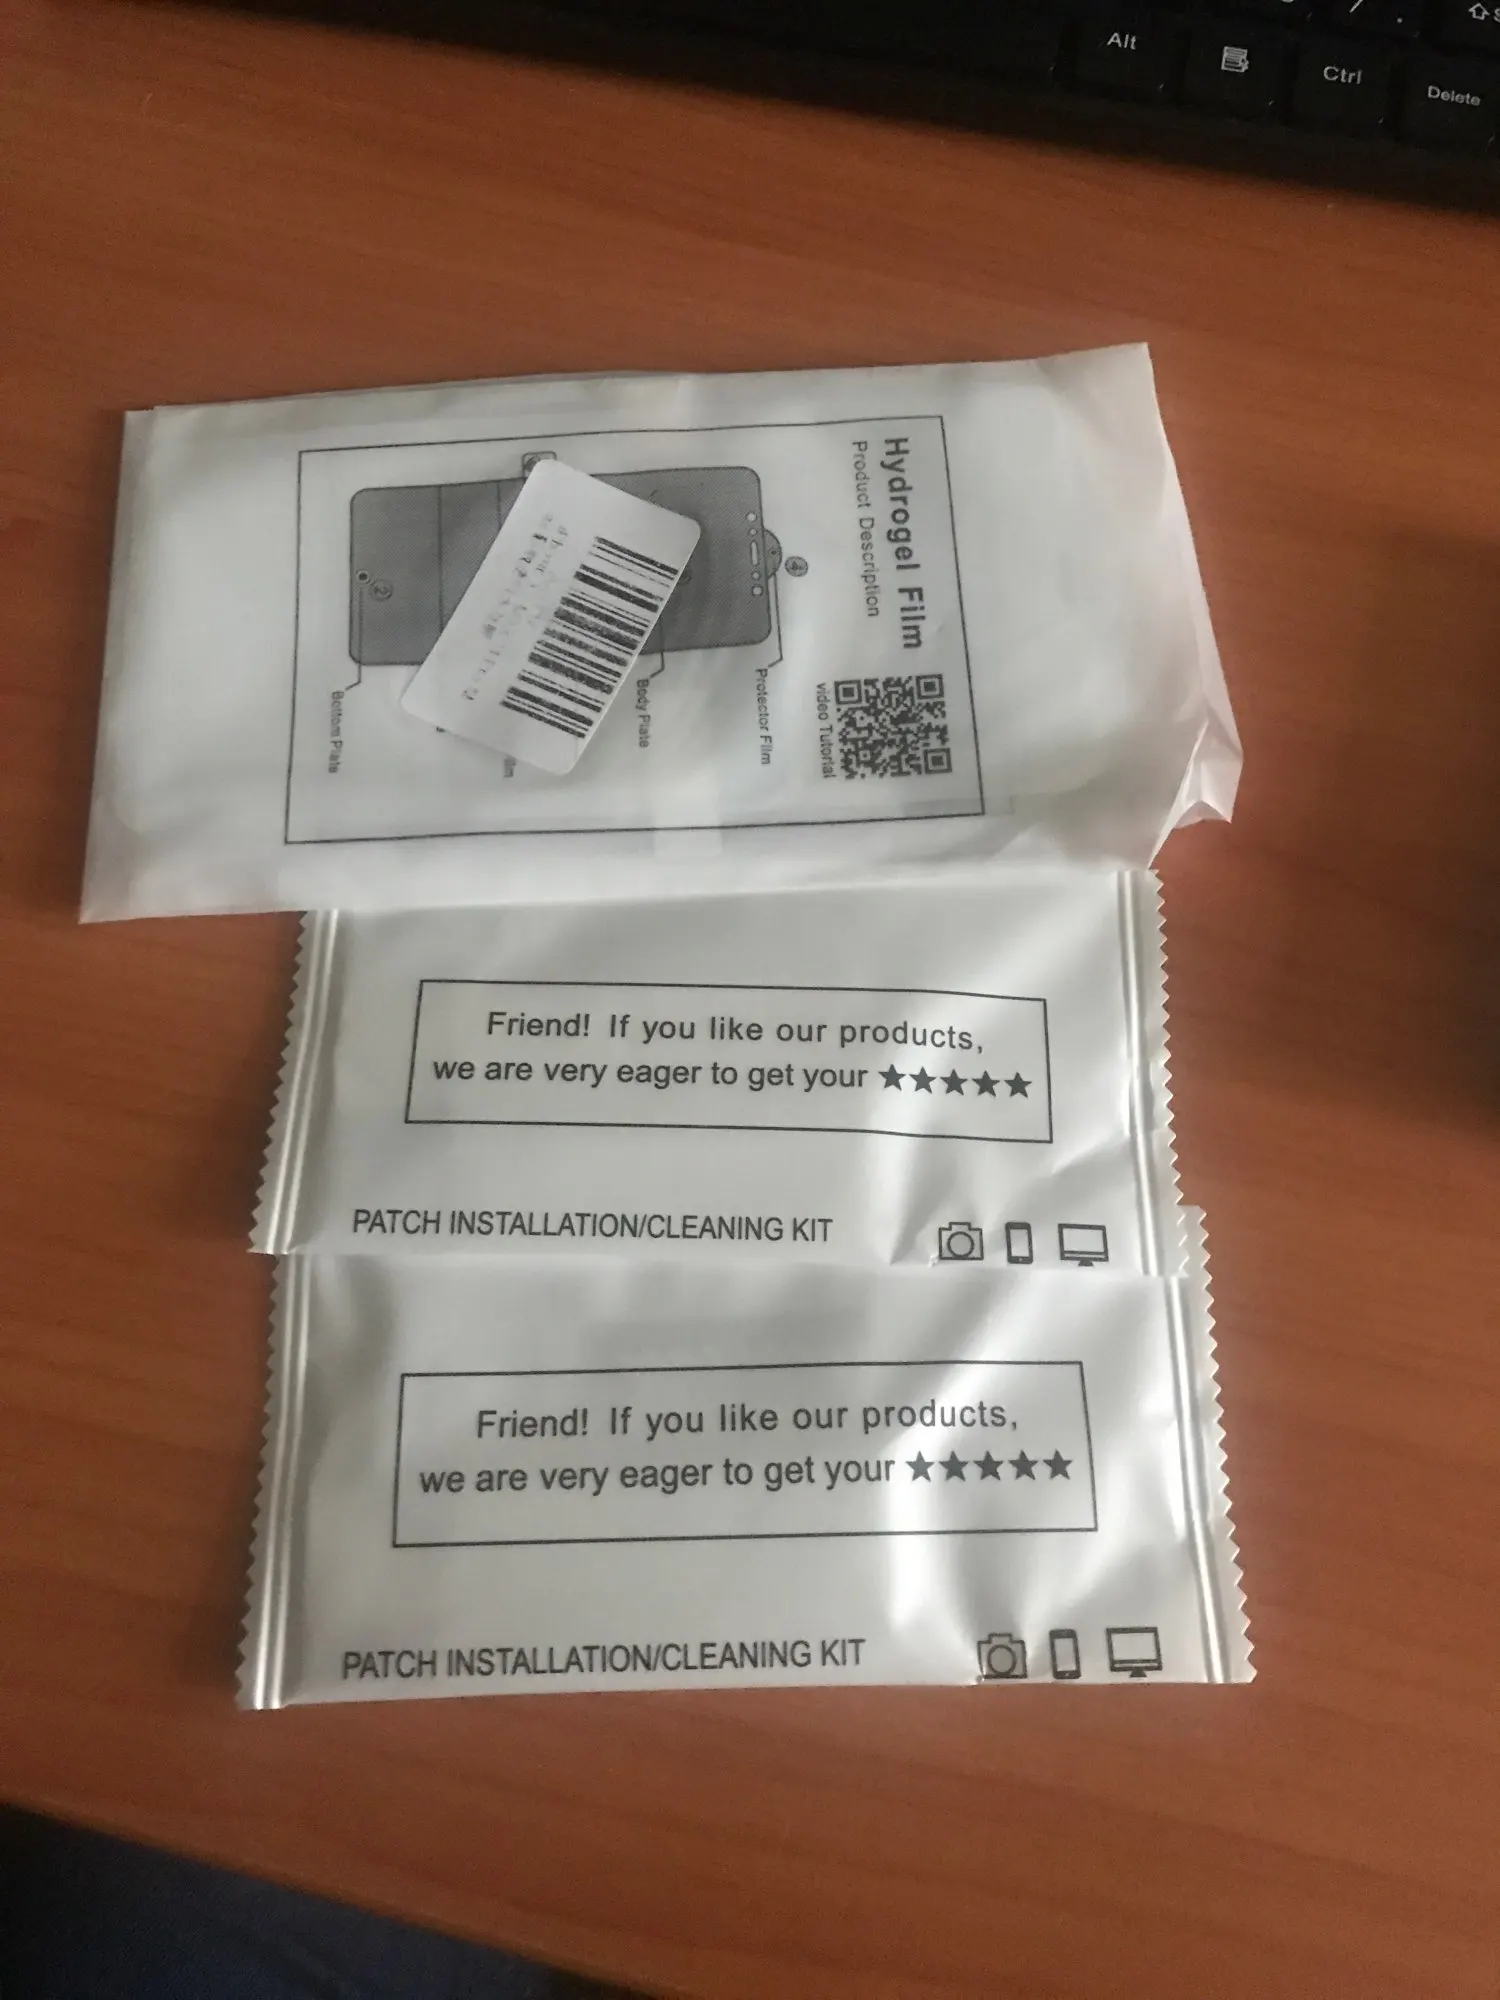 Alt
Ctrl
Delete
Hydrogel Film
Product Description
video Tutorial
④
Protector Film
Body Plate
②
Bottom Plate
Friend! If you like our products,
we are very eager to get your ★★★★★
PATCH INSTALLATION/CLEANING KIT
Friend! If you like our products,
we are very eager to get your ★★★★★
PATCH INSTALLATION/CLEANING KIT